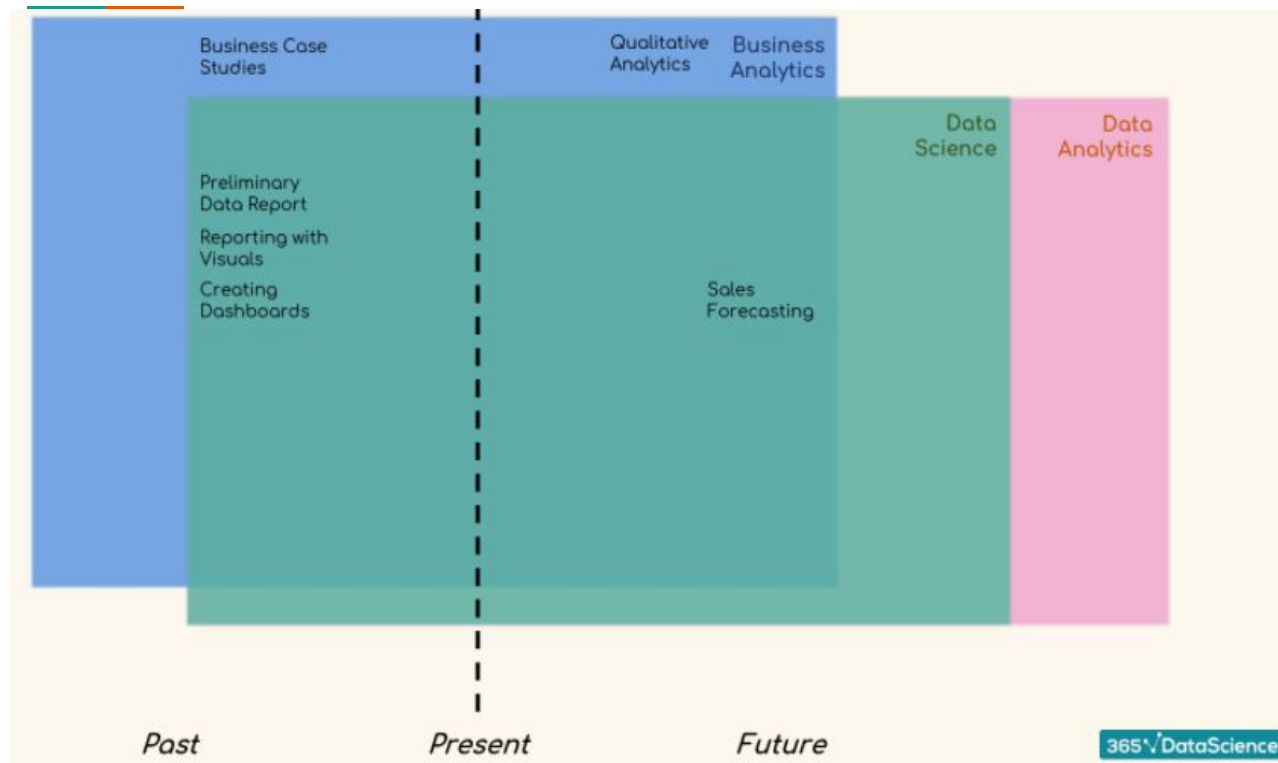 Business Case
Studies
Qualitative
Analytics
Business
Analytics
Data
Science
Data
Analytics
Preliminary
Data Report
Reporting with
Visuals
Creating
Dashboards
Sales
Forecasting
Past
Present
Future
365√DataScience